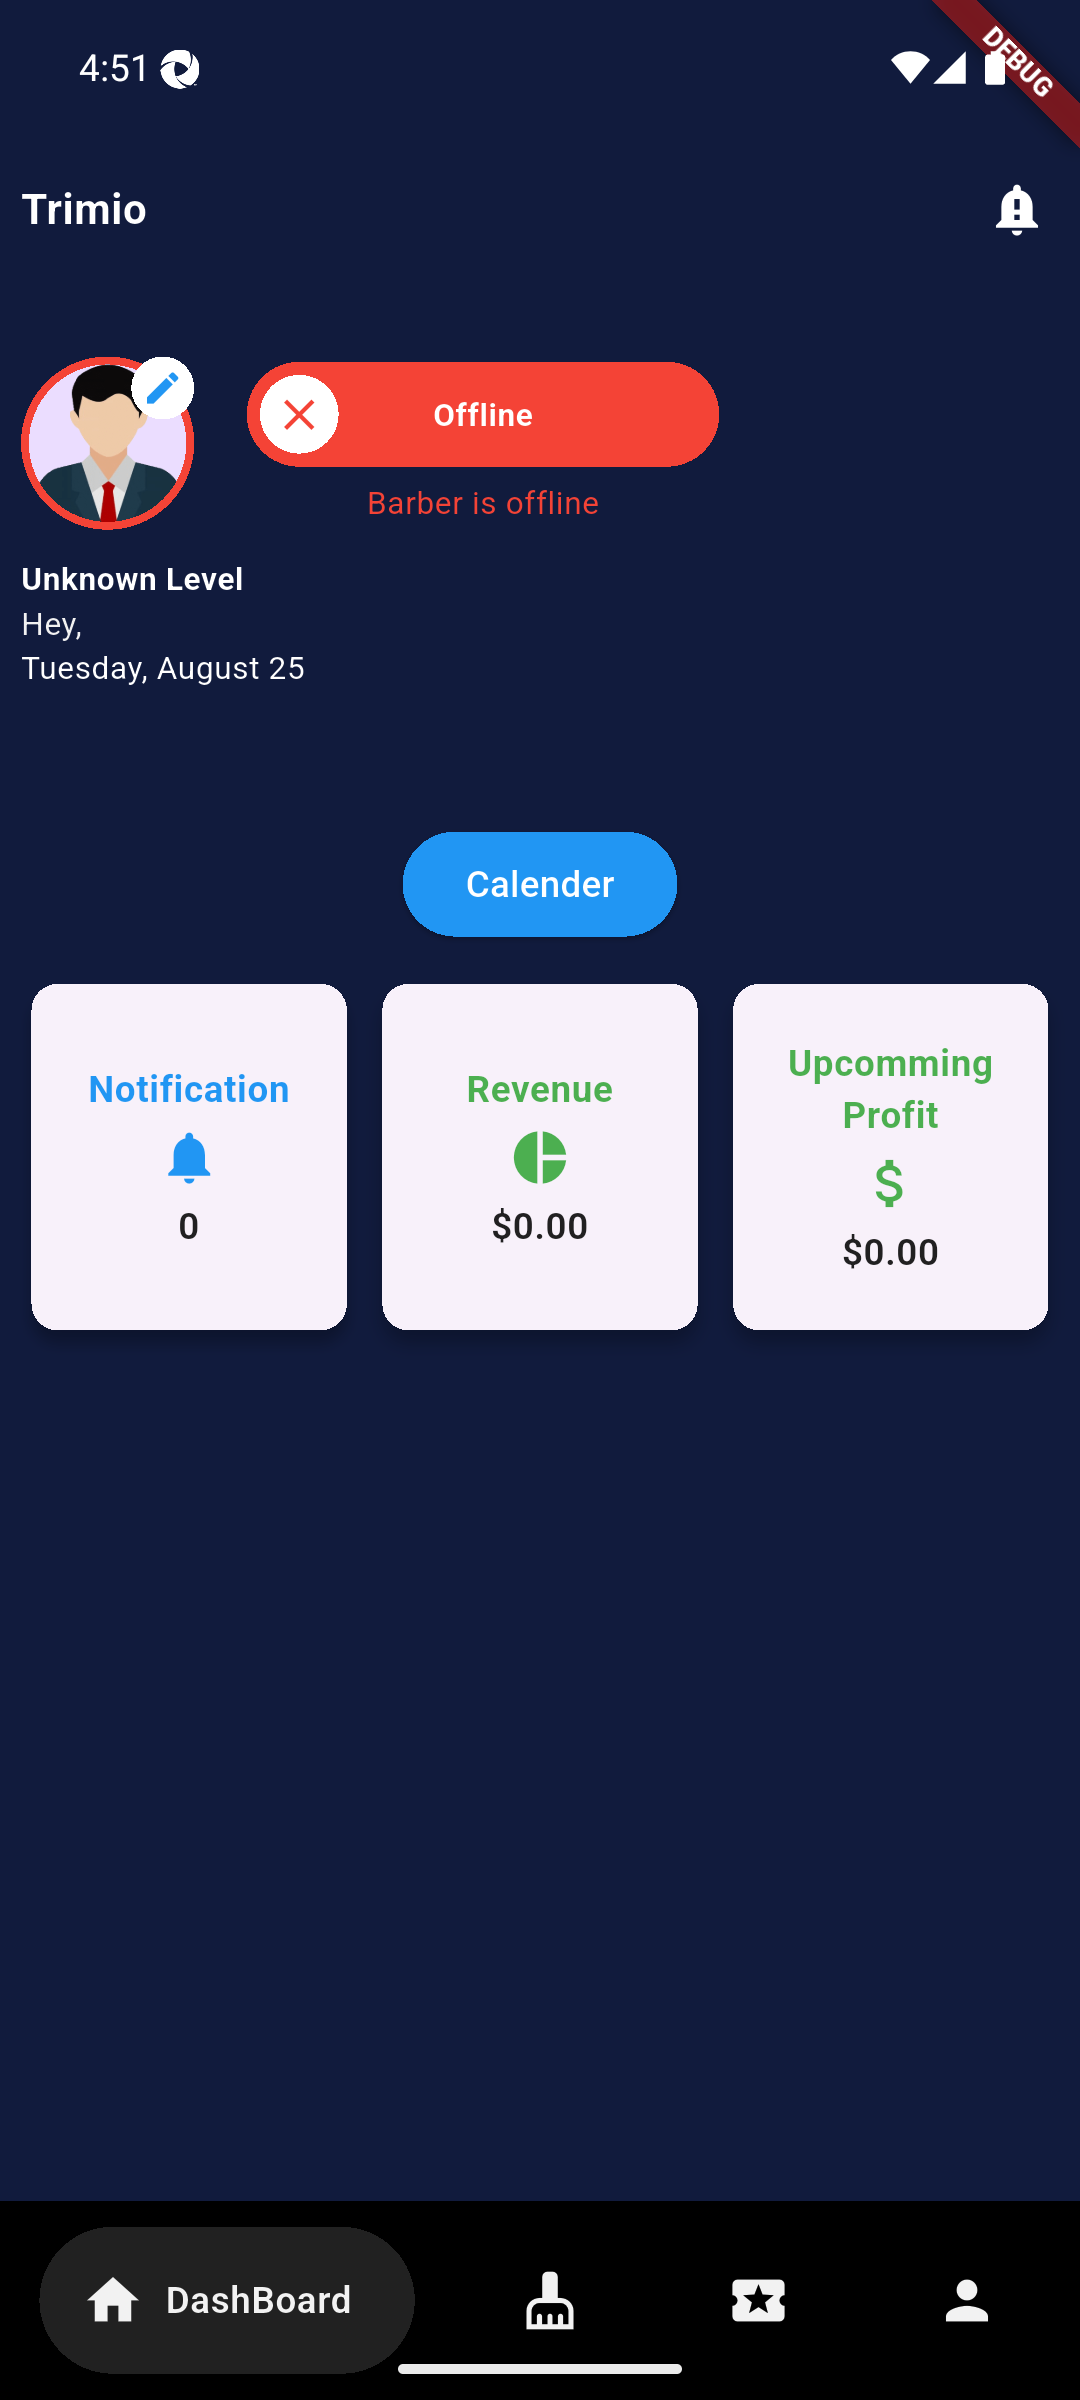 4:51
DEBUG
Trimio
Offline
Barber is offline
Unknown Level
Hey,
Tuesday, August 25
Calender
Notification
0
Revenue
$0.00
Upcomming
Profit
$
$0.00
DashBoard